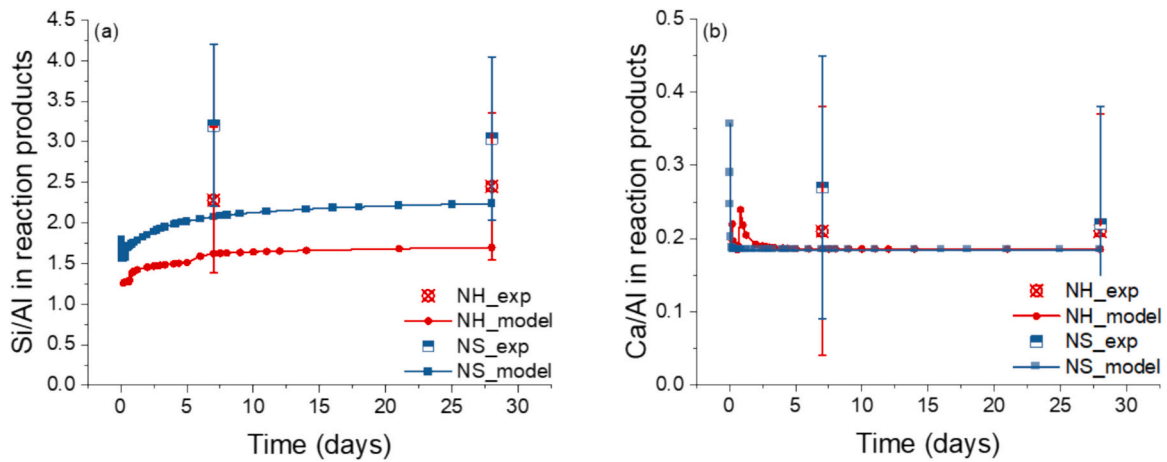 (a)
Si/Al in reaction products
4.5
4.0
3.5
3.0
2.5
2.0
1.5
1.0
0.5
0.0
0 5 10 15 20 25 30
Time (days)
NH_exp
NH_model
NS_exp
NS_model
(b)
Ca/Al in reaction products
0.5
0.4
0.3
0.2
0.1
0.0
0 5 10 15 20 25 30
Time (days)
NH_exp
NH_model
NS_exp
NS_model